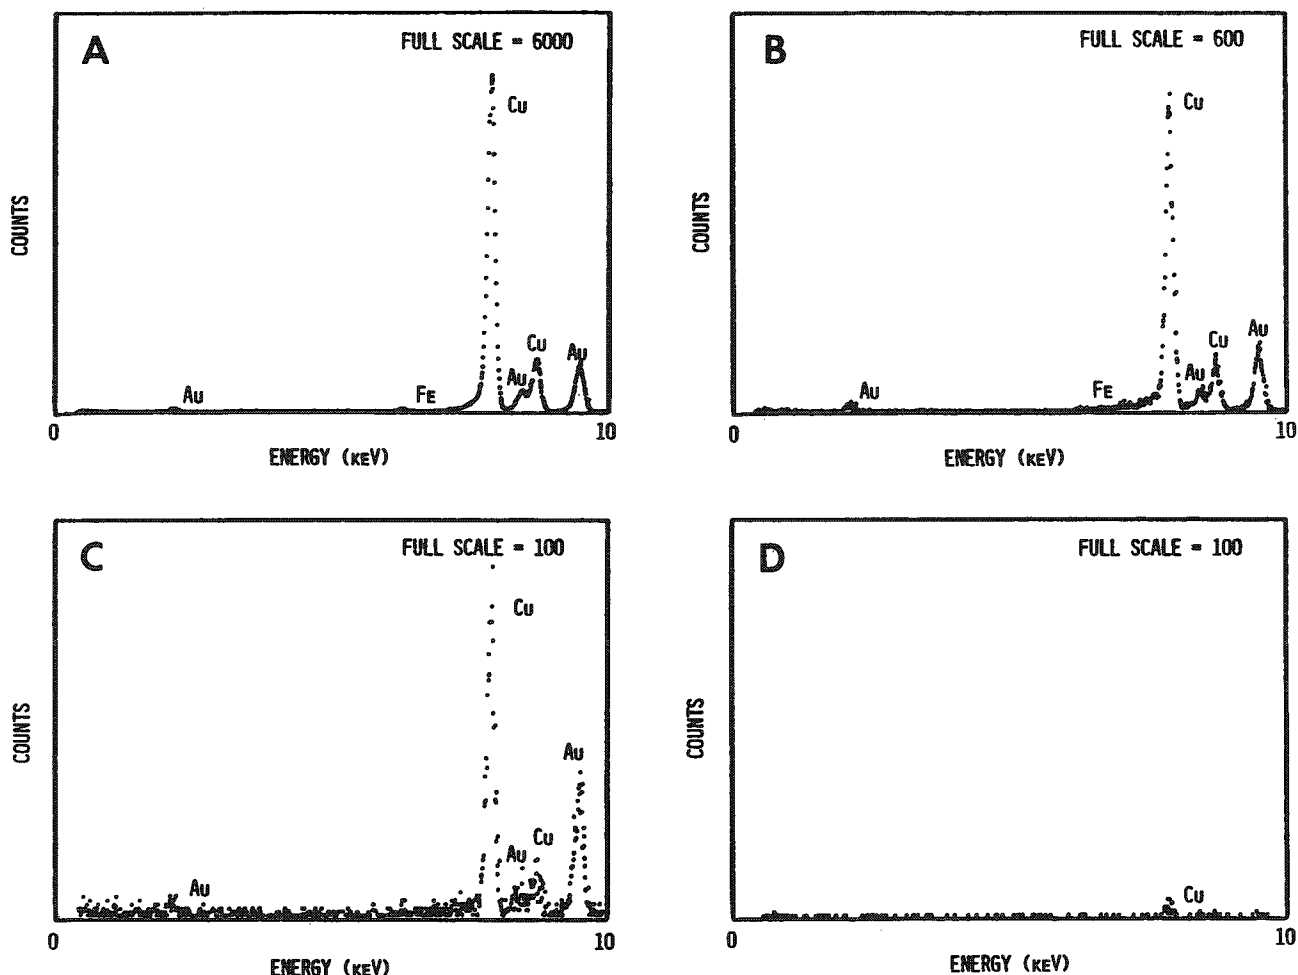 A
FULL SCALE = 6000
Cu
Cu
Au
Au
Au
Fe
COUNTS
0
10
ENERGY (keV)
B
FULL SCALE = 600
Cu
Au
Cu
Au
Au
Fe
COUNTS
0
10
ENERGY (keV)
C
FULL SCALE = 100
Cu
Au
Cu
Au
Au
COUNTS
0
10
ENERGY (keV)
D
FULL SCALE = 100
Cu
COUNTS
0
10
ENERGY (keV)